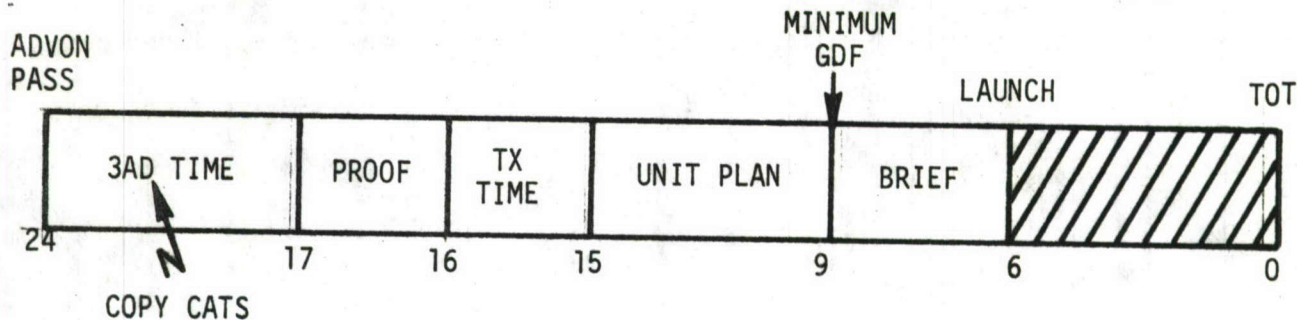 ADVON
PASS
MINIMUM
GDF
LAUNCH
TOT
3AD TIME
PROOF
TX
TIME
UNIT PLAN
BRIEF
24
17
16
15
9
6
0
COPY CATS